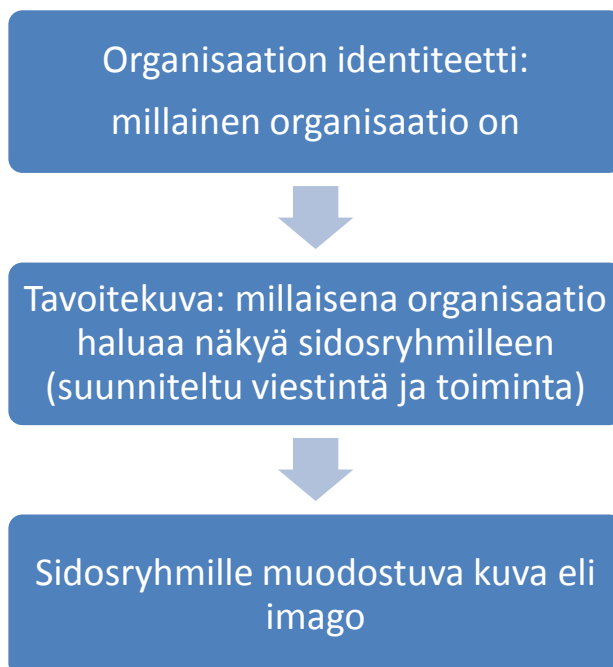 Organisaation identiteetti:
millainen organisaatio on
Tavoitekuva: millaisena organisaatio
haluaa näkyä sidosryhmilleen
(suunniteltu viestintä ja toiminta)
Sidosryhmille muodostuva kuva eli
imago